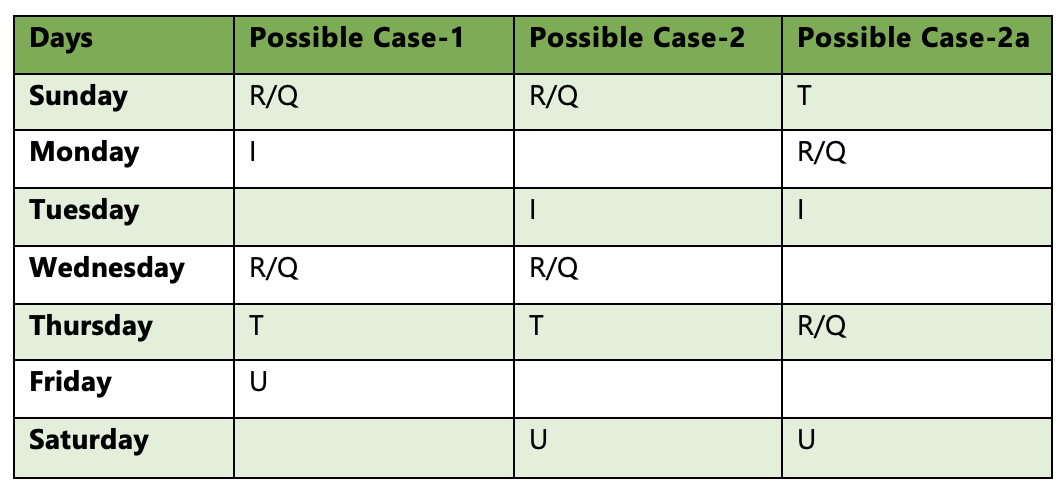 Days Possible Case-1 Possible Case-2 Possible Case-2a
Sunday R/Q R/Q T
Monday I R/Q
Tuesday I I
Wednesday R/Q R/Q
Thursday T T R/Q
Friday U
Saturday U U